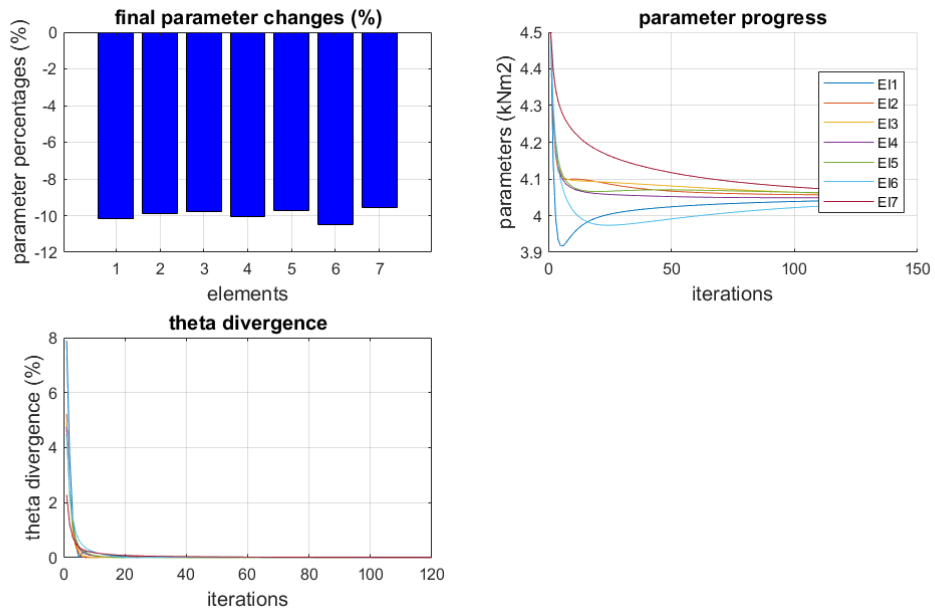 final parameter changes (%)
0
-2
-4
-6
-8
-10
-12
parameter percentages (%)
1 2 3 4 5 6 7
elements
parameter progress
4.5
4.4
4.3
4.2
4.1
4
3.9
parameters (kNm2)
EI1
EI2
EI3
EI4
EI5
EI6
EI7
0 50 100 150
iterations
theta divergence
8
6
4
2
0
theta divergence (%)
0 20 40 60 80 100 120
iterations